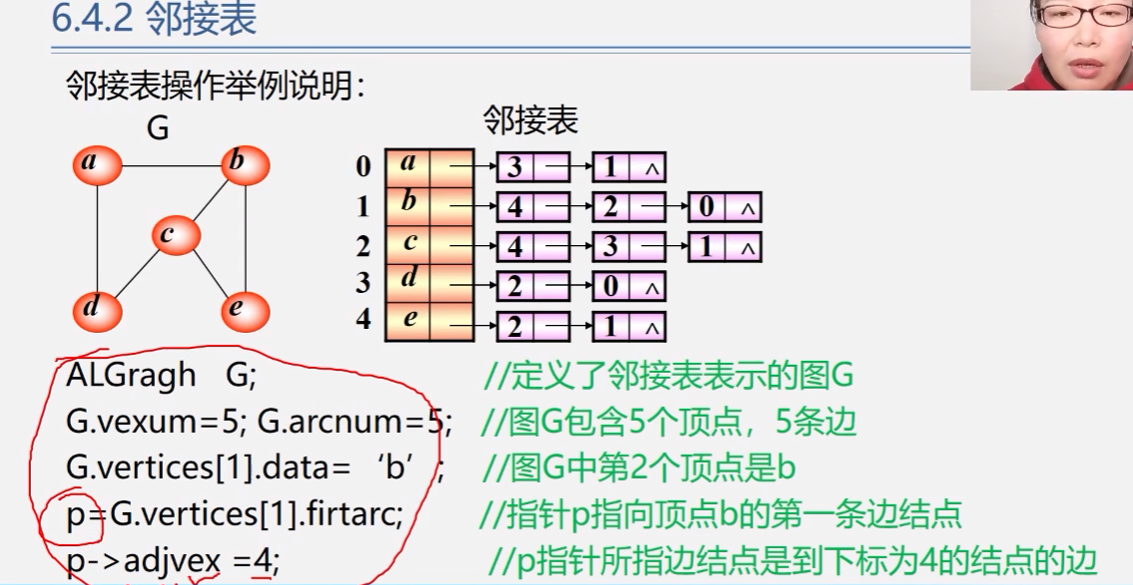 6.4.2 邻接表
邻接表操作举例说明：
G
邻接表
a
b
c
d
e
0 a 3 1 ^
1 b 4 2 0 ^
2 c 4 3 1 ^
3 d 2 0 ^
4 e 2 1 ^
ALGragh G; //定义了邻接表表示的图G
G.vexum=5; G.arcnum=5; //图G包含5个顶点，5条边
G.vertices[1].data= ‘b’ ; //图G中第2个顶点是b
p=G.vertices[1].firtarc; //指针p指向顶点b的第一条边结点
p->adjvex =4; //p指针所指边结点是到下标为4的结点的边